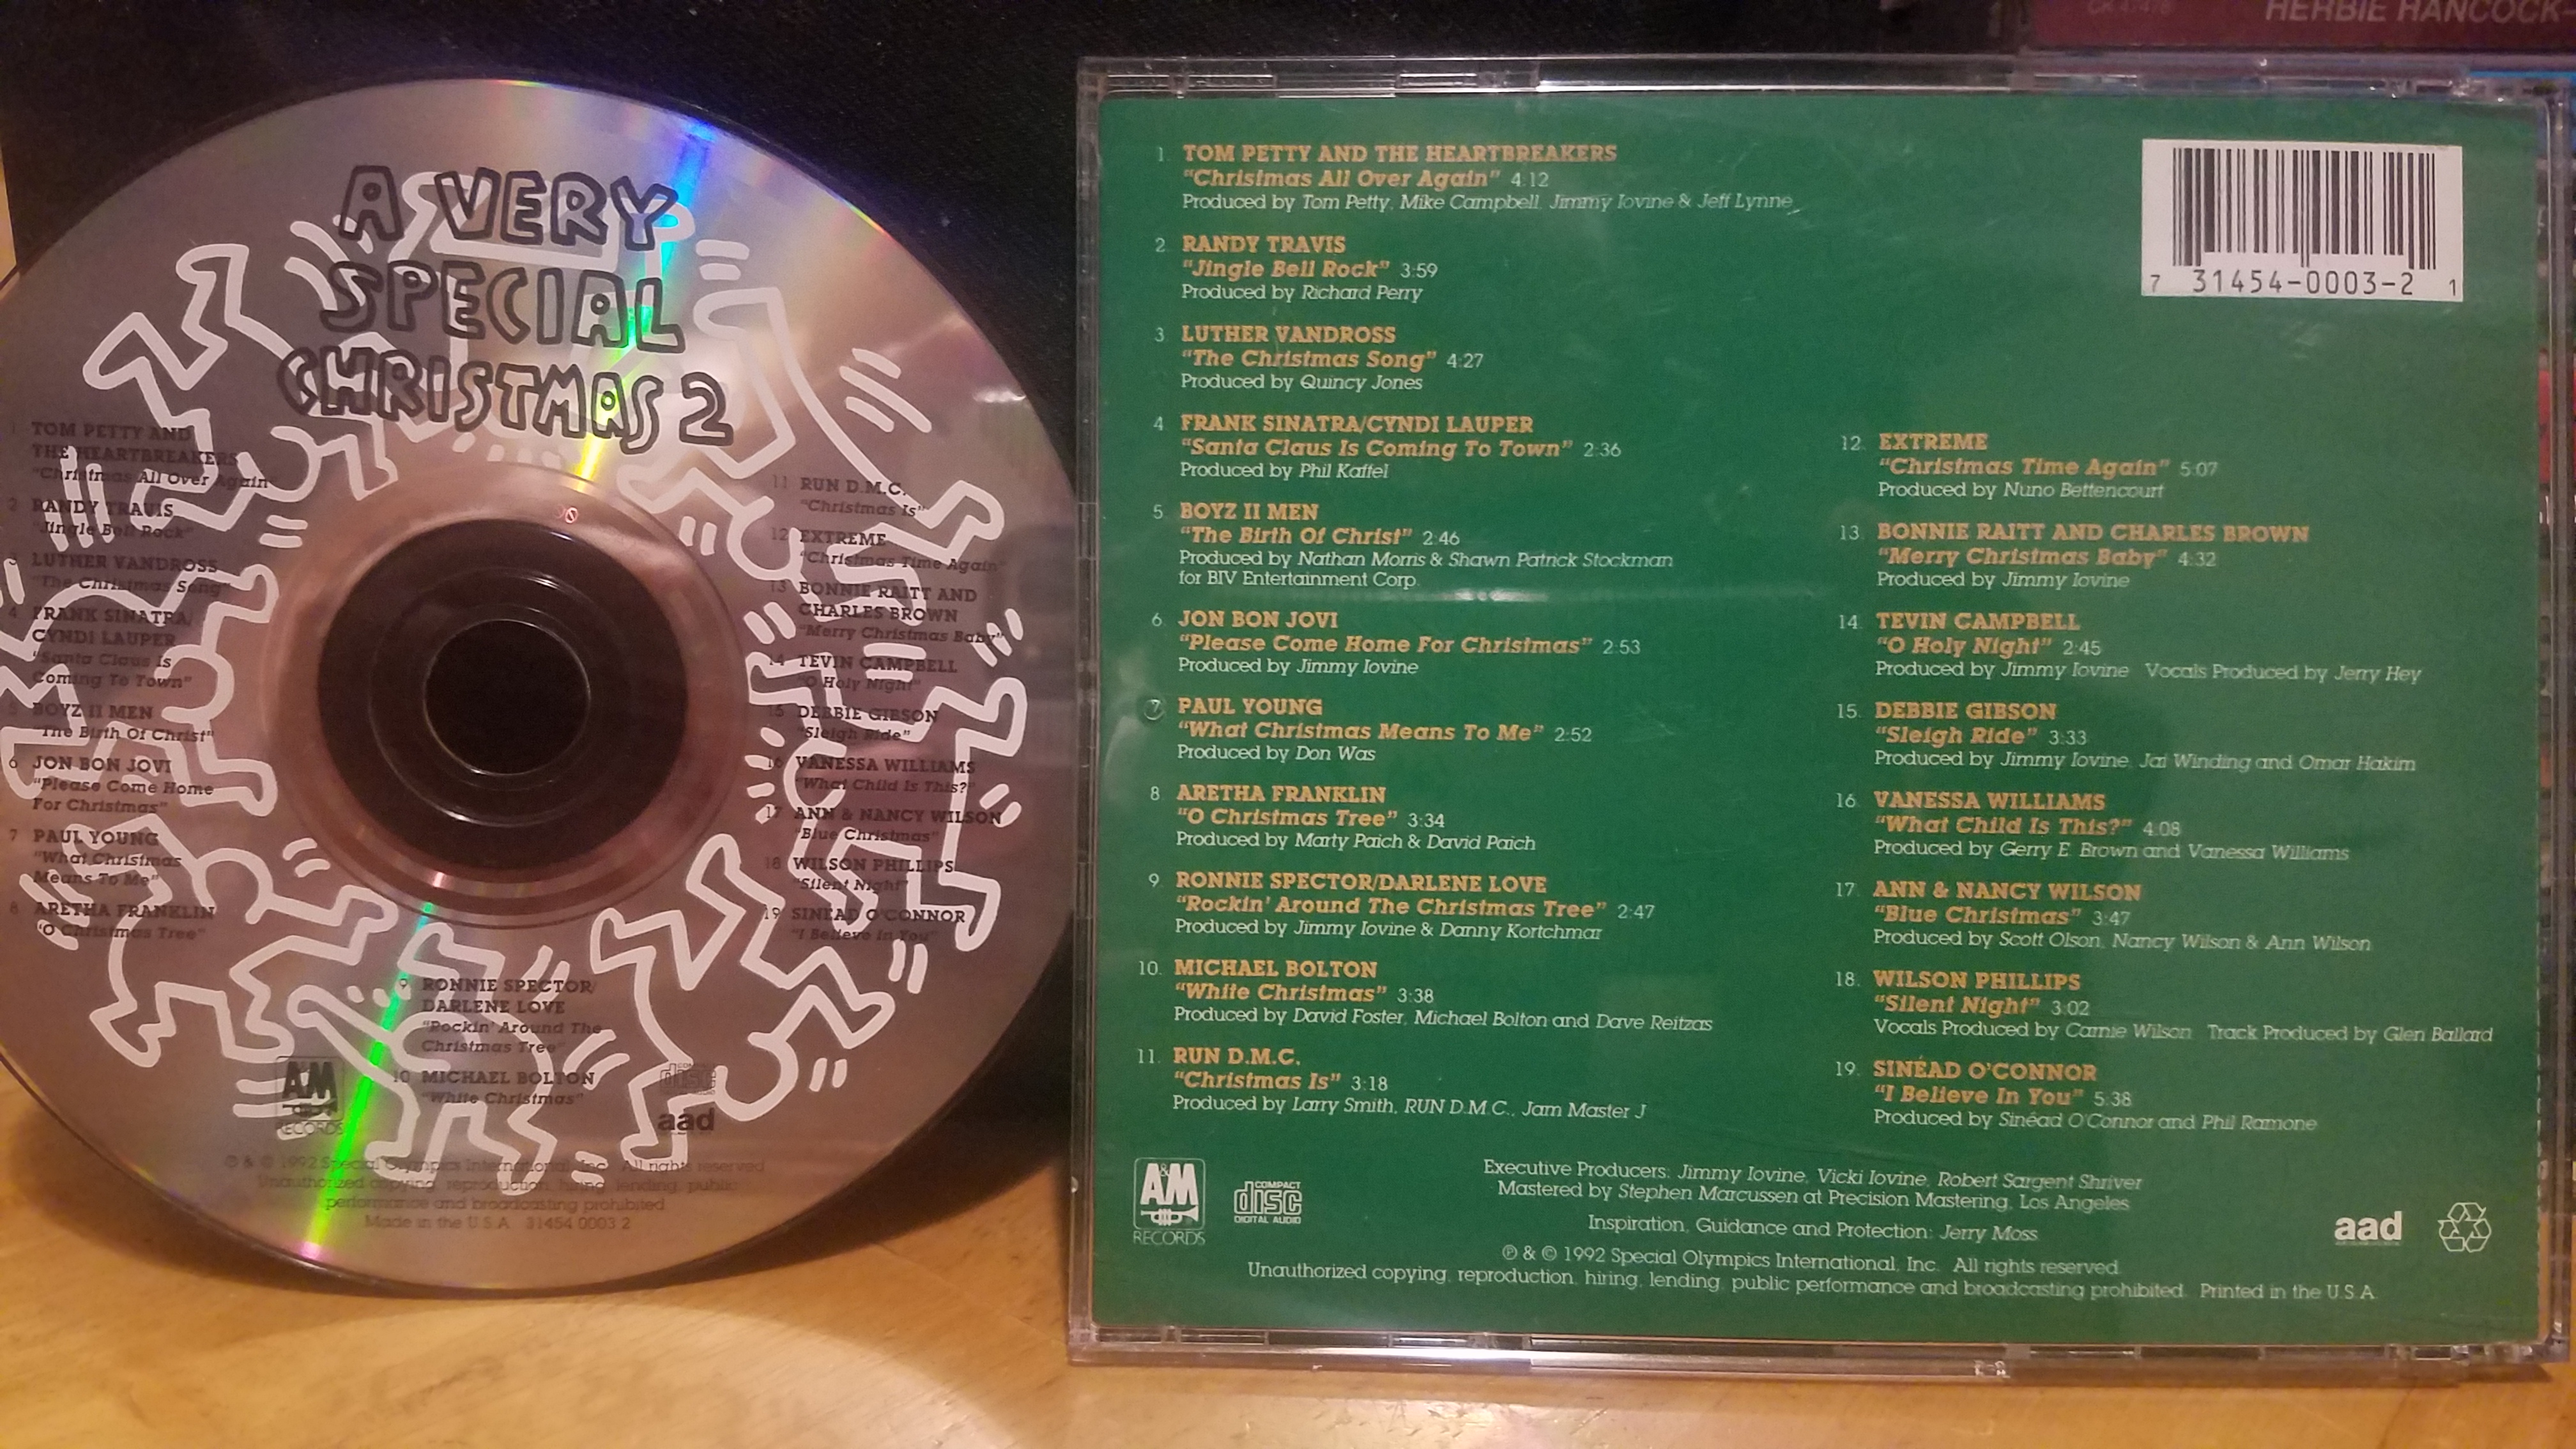 A VERY
SPECIAL
CHRISTMAS 2
1 TOM PETTY AND
THE HEARTBREAKERS
"Christmas All Over Again"
2 RANDY TRAVIS
"Jingle Bell Rock"
3 LUTHER VANDROSS
"The Christmas Song"
4 FRANK SINATRA/
CYNDI LAUPER
"Santa Claus Is
Coming To Town"
5 BOYZ II MEN
"The Birth Of Christ"
6 JON BON JOVI
"Please Come Home
For Christmas"
7 PAUL YOUNG
"What Christmas
Means To Me"
8 ARETHA FRANKLIN
"O Christmas Tree"
9 RONNIE SPECTOR/
DARLENE LOVE
"Rockin' Around The
Christmas Tree"
10 MICHAEL BOLTON
"White Christmas"
11 RUN D.M.C.
"Christmas Is"
12 EXTREME
"Christmas Time Again"
13 BONNIE RAITT AND
CHARLES BROWN
"Merry Christmas Baby"
14 TEVIN CAMPBELL
"O Holy Night"
15 DEBBIE GIBSON
"Sleigh Ride"
16 VANESSA WILLIAMS
"What Child Is This?"
17 ANN & NANCY WILSON
"Blue Christmas"
18 WILSON PHILLIPS
"Silent Night"
19 SINÉAD O'CONNOR
"I Believe In You"
A&M
RECORDS
COMPACT
disc
aad
℗ & © 1992 Special Olympics International, Inc. All rights reserved
Unauthorized copying, reproduction, hiring, lending, public
performance and broadcasting prohibited
Made in the U.S.A. 31454 0003 2
HERBIE HANCOCK
1. TOM PETTY AND THE HEARTBREAKERS
"Christmas All Over Again" 4:12
Produced by Tom Petty, Mike Campbell, Jimmy Iovine & Jeff Lynne
2. RANDY TRAVIS
"Jingle Bell Rock" 3:59
Produced by Richard Perry
3 LUTHER VANDROSS
"The Christmas Song" 4:27
Produced by Quincy Jones
4 FRANK SINATRA/CYNDI LAUPER
"Santa Claus Is Coming To Town" 2:36
Produced by Phil Kaffel
5. BOYZ II MEN
"The Birth Of Christ" 2:46
Produced by Nathan Morris & Shawn Patrick Stockman
for BIV Entertainment Corp.
6. JON BON JOVI
"Please Come Home For Christmas" 2:53
Produced by Jimmy Iovine
7 PAUL YOUNG
"What Christmas Means To Me" 2:52
Produced by Don Was
8. ARETHA FRANKLIN
"O Christmas Tree" 3:34
Produced by Marty Paich & David Paich
9. RONNIE SPECTOR/DARLENE LOVE
"Rockin' Around The Christmas Tree" 2:47
Produced by Jimmy Iovine & Danny Kortchmar
10. MICHAEL BOLTON
"White Christmas" 3:38
Produced by David Foster, Michael Bolton and Dave Reitzas
11. RUN D.M.C.
"Christmas Is" 3:18
Produced by Larry Smith, RUN D.M.C., Jam Master J
7 31454-0003-2 1
12. EXTREME
"Christmas Time Again" 5:07
Produced by Nuno Bettencourt
13. BONNIE RAITT AND CHARLES BROWN
"Merry Christmas Baby" 4:32
Produced by Jimmy Iovine
14. TEVIN CAMPBELL
"O Holy Night" 2:45
Produced by Jimmy Iovine Vocals Produced by Jerry Hey
15. DEBBIE GIBSON
"Sleigh Ride" 3:33
Produced by Jimmy Iovine, Jai Winding and Omar Hakim
16. VANESSA WILLIAMS
"What Child Is This?" 4:08
Produced by Gerry E. Brown and Vanessa Williams
17. ANN & NANCY WILSON
"Blue Christmas" 3:47
Produced by Scott Olson, Nancy Wilson & Ann Wilson
18. WILSON PHILLIPS
"Silent Night" 3:02
Vocals Produced by Carnie Wilson Track Produced by Glen Ballard
19. SINÉAD O'CONNOR
"I Believe In You" 5:38
Produced by Sinéad O'Connor and Phil Ramone
A&M
RECORDS
COMPACT
disc
DIGITAL AUDIO
Executive Producers: Jimmy Iovine, Vicki Iovine, Robert Sargent Shriver
Mastered by Stephen Marcussen at Precision Mastering, Los Angeles
Inspiration, Guidance and Protection: Jerry Moss
℗ & © 1992 Special Olympics International, Inc. All rights reserved.
Unauthorized copying, reproduction, hiring, lending, public performance and broadcasting prohibited. Printed in the U.S.A.
aad